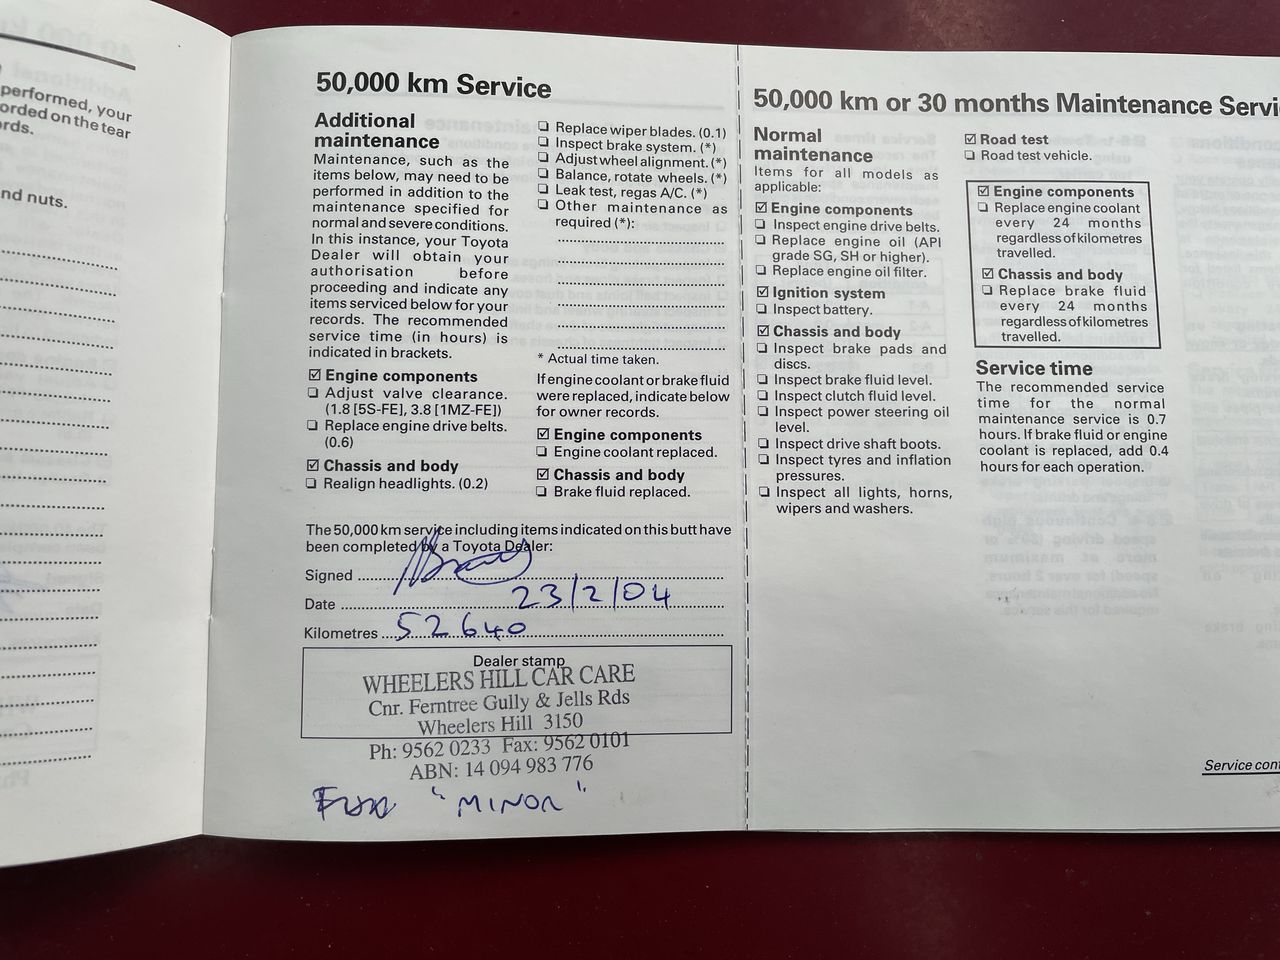 performed, your
orded on the tear
rds.
nd nuts.
50,000 km Service
Additional
maintenance
Maintenance, such as the
items below, may need to be
performed in addition to the
maintenance specified for
normal and severe conditions.
In this instance, your Toyota
Dealer will obtain your
authorisation before
proceeding and indicate any
items serviced below for your
records. The recommended
service time (in hours) is
indicated in brackets.
☑ Engine components
❏ Adjust valve clearance.
(1.8 [5S-FE], 3.8 [1MZ-FE])
❏ Replace engine drive belts.
(0.6)
☑ Chassis and body
❏ Realign headlights. (0.2)
❏ Replace wiper blades. (0.1)
❏ Inspect brake system. (*)
❏ Adjust wheel alignment. (*)
❏ Balance, rotate wheels. (*)
❏ Leak test, regas A/C. (*)
❏ Other maintenance as
required (*):
* Actual time taken.
If engine coolant or brake fluid
were replaced, indicate below
for owner records.
☑ Engine components
❏ Engine coolant replaced.
☑ Chassis and body
❏ Brake fluid replaced.
The 50,000 km service including items indicated on this butt have
been completed by a Toyota Dealer:
Signed
Date 23/2/04
Kilometres 52640
Dealer stamp
WHEELERS HILL CAR CARE
Cnr. Ferntree Gully & Jells Rds
Wheelers Hill 3150
Ph: 9562 0233 Fax: 9562 0101
ABN: 14 094 983 776
"MINOR"
50,000 km or 30 months Maintenance Servi
Normal
maintenance
Items for all models as
applicable:
☑ Engine components
❏ Inspect engine drive belts.
❏ Replace engine oil (API
grade SG, SH or higher).
❏ Replace engine oil filter.
☑ Ignition system
❏ Inspect battery.
☑ Chassis and body
❏ Inspect brake pads and
discs.
❏ Inspect brake fluid level.
❏ Inspect clutch fluid level.
❏ Inspect power steering oil
level.
❏ Inspect drive shaft boots.
❏ Inspect tyres and inflation
pressures.
❏ Inspect all lights, horns,
wipers and washers.
☑ Road test
❏ Road test vehicle.
☑ Engine components
❏ Replace engine coolant
every 24 months
regardless of kilometres
travelled.
☑ Chassis and body
❏ Replace brake fluid
every 24 months
regardless of kilometres
travelled.
Service time
The recommended service
time for the normal
maintenance service is 0.7
hours. If brake fluid or engine
coolant is replaced, add 0.4
hours for each operation.
Service con